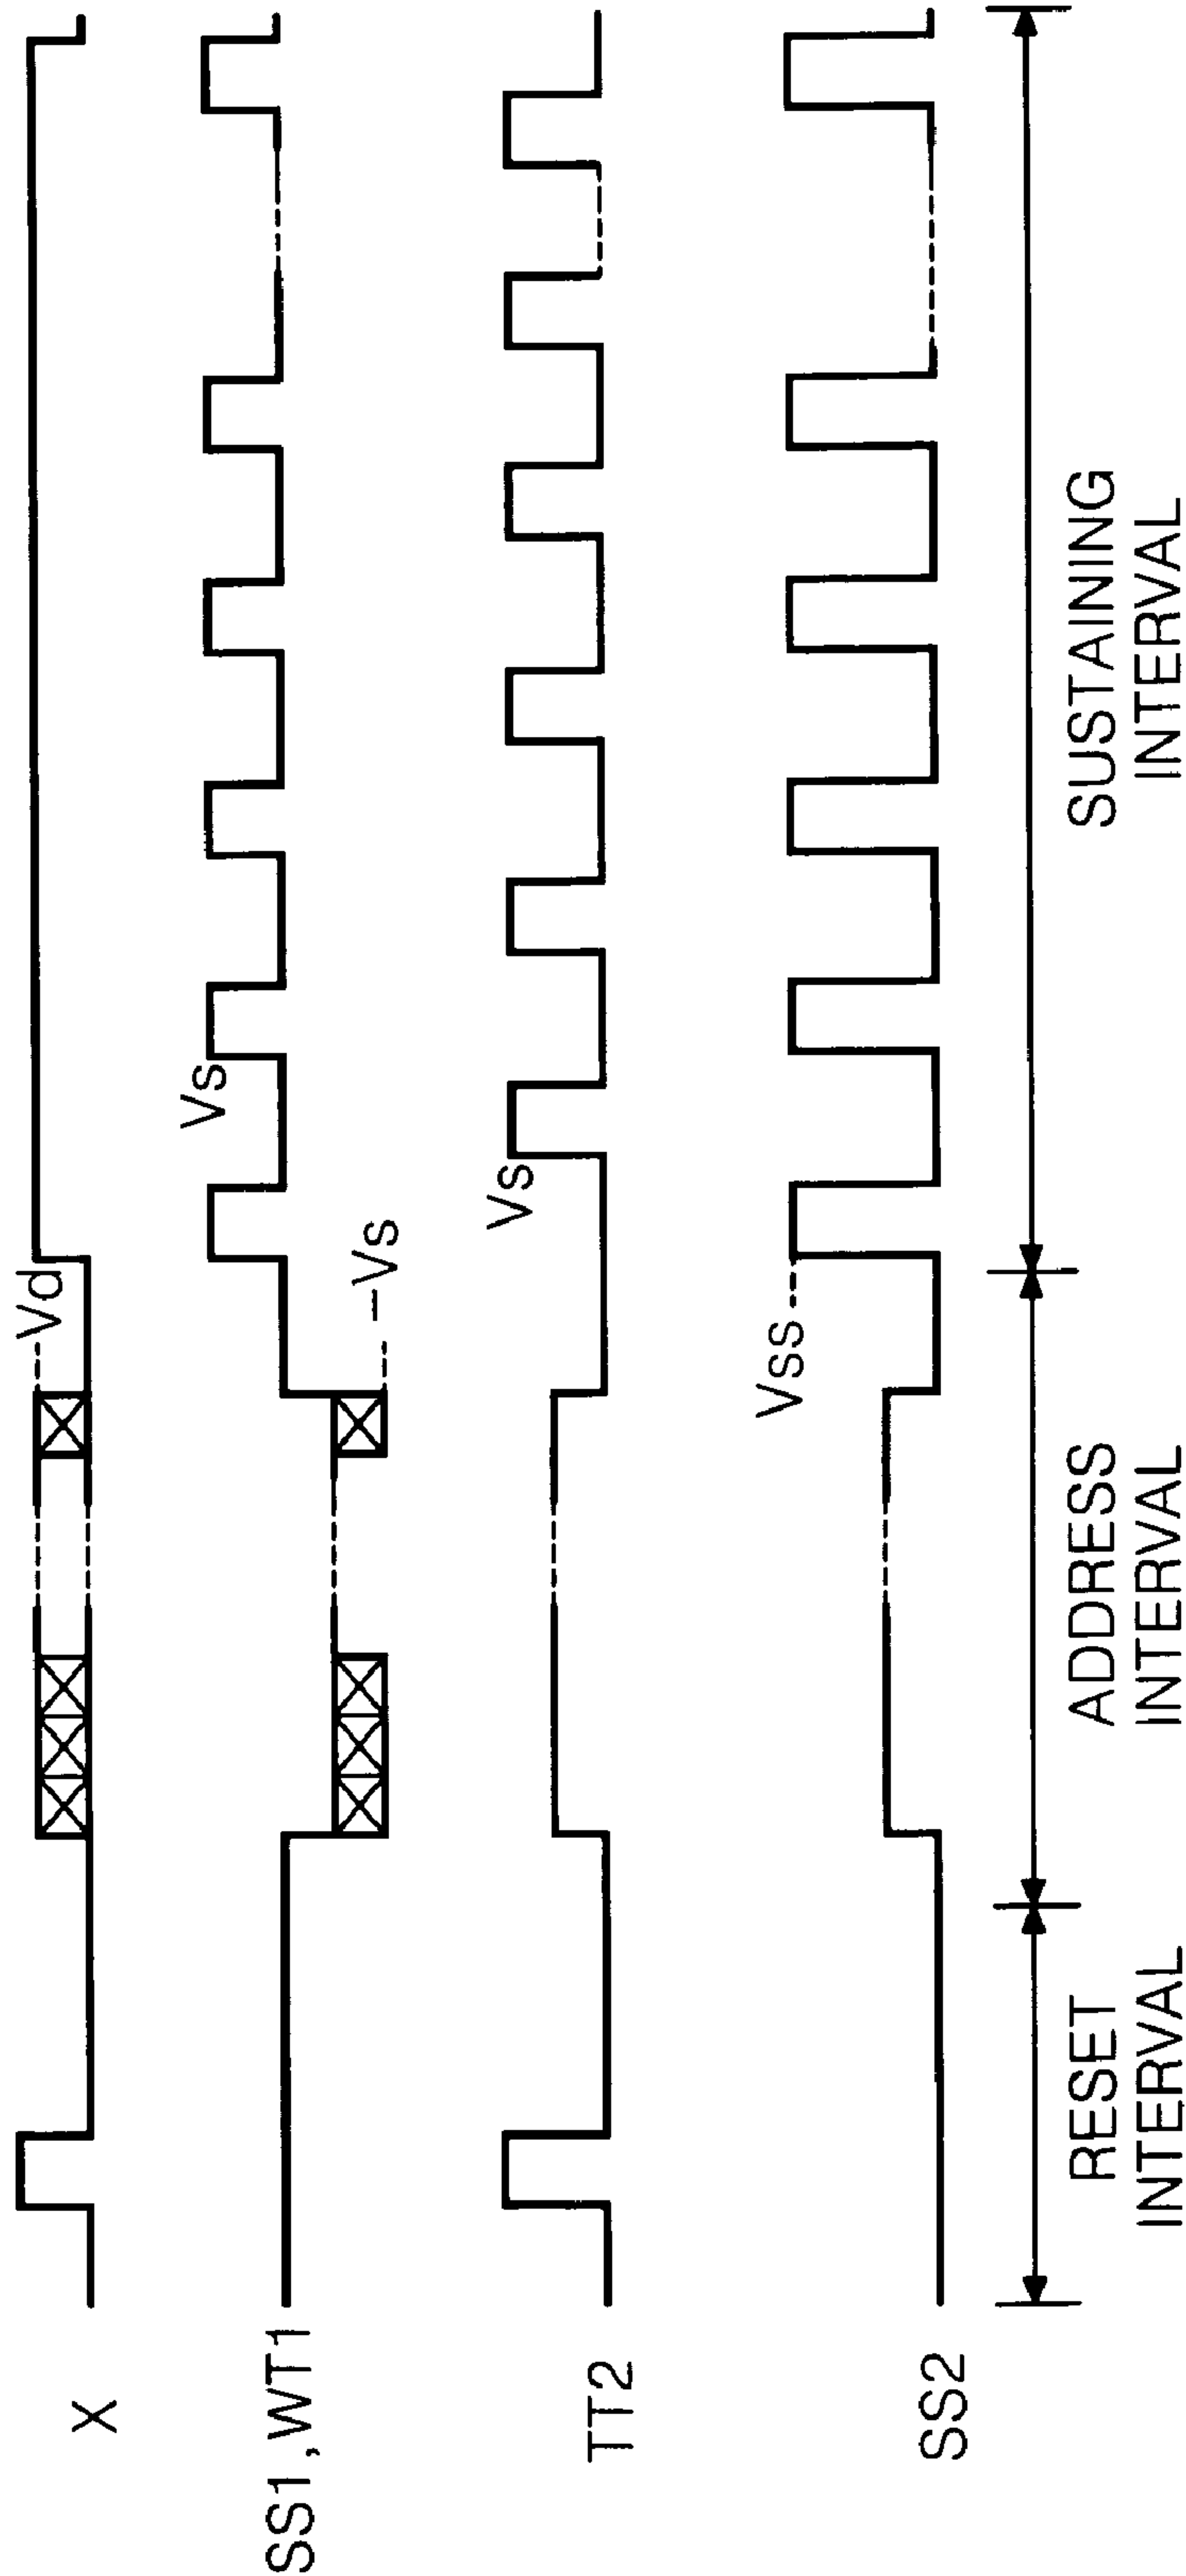 X
Vd
SS1,WT1
Vs
-Vs
TT2
Vs
SS2
Vss
RESET
INTERVAL
ADDRESS
INTERVAL
SUSTAINING
INTERVAL